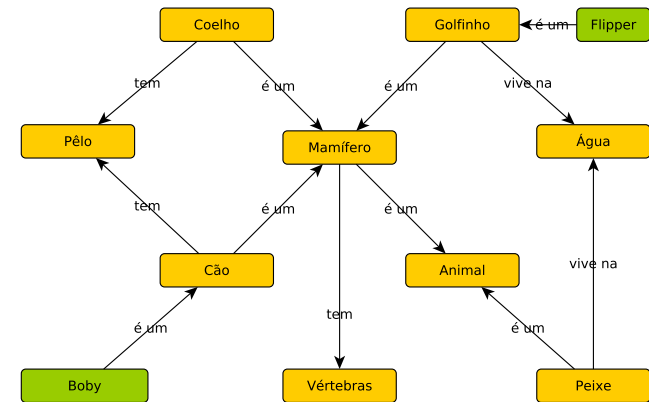 Coelho
Golfinho
é um
Flipper
tem
é um
é um
vive na
Pêlo
Mamífero
Água
tem
é um
é um
vive na
Cão
Animal
é um
tem
é um
Boby
Vértebras
Peixe